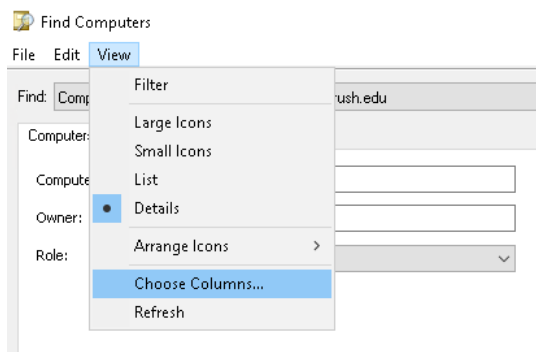 Find Computers
File Edit View
Find: Comp rush.edu
Filter
Large Icons
Computers
Small Icons
Compute List
Details
Owner:
Arrange Icons
Role:
Choose Columns...
Refresh